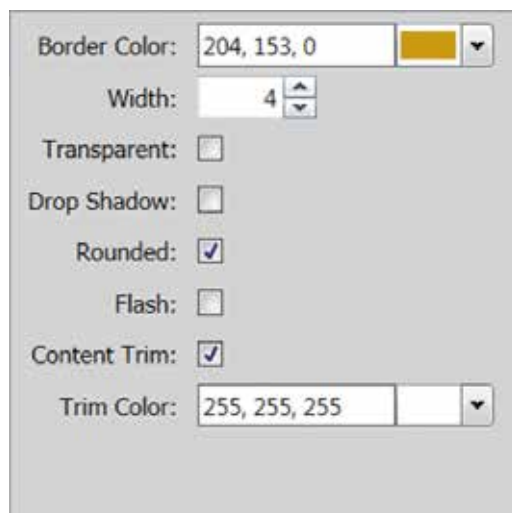 Border Color: 204, 153, 0
Width: 4
Transparent:
Drop Shadow:
Rounded:
Flash:
Content Trim:
Trim Color: 255, 255, 255